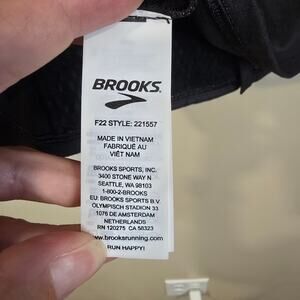 BROOKS
F22 STYLE: 221557
MADE IN VIETNAM
FABRIQUÉ AU
VIÊT NAM
BROOKS SPORTS, INC.
3400 STONE WAY N
SEATTLE, WA 98103
1-800-2-BROOKS
EU: BROOKS SPORTS B.V.
OLYMPISCH STADION 33
1076 DE AMSTERDAM
NETHERLANDS
RN 120275 CA 58323
www.brooksrunning.com
RUN HAPPY!